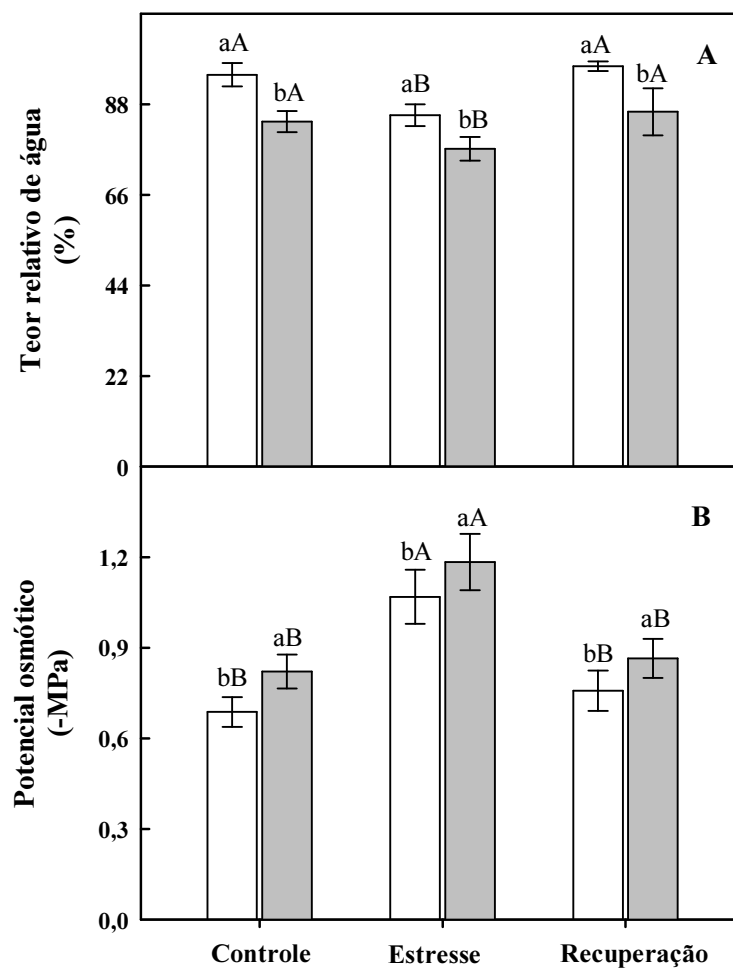 A
aA
bA
aB
bB
aA
bA
88
66
44
22
0
Teor relativo de água
(%)
B
bB
aB
bA
aA
bB
aB
1,2
0,9
0,6
0,3
0,0
Potencial osmótico
(-MPa)
Controle
Estresse
Recuperação